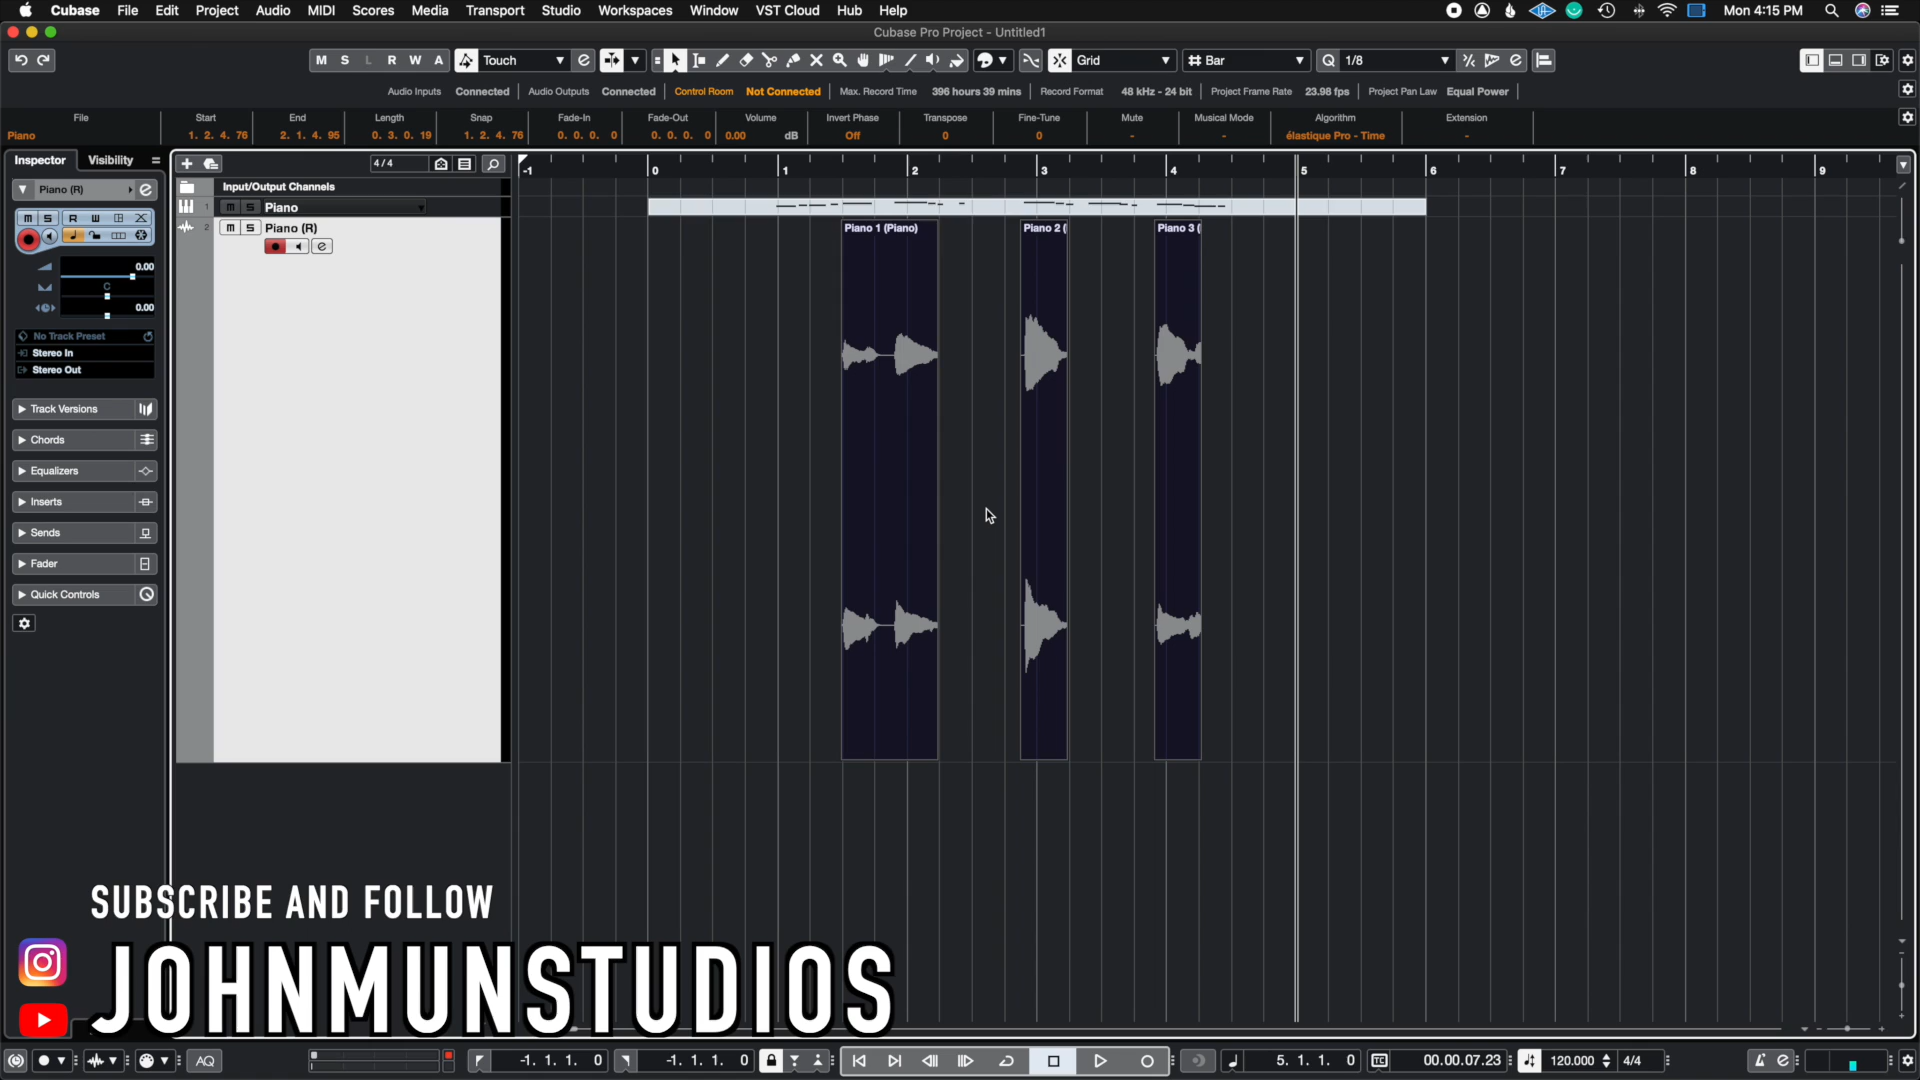 Cubase File Edit Project Audio MIDI Scores Media Transport Studio Workspaces Window VST Cloud Hub Help Mon 4:15 PM
Cubase Pro Project - Untitled1
M S L R W A Touch Grid Bar Q 1/8
Audio Inputs Connected Audio Outputs Connected Control Room Not Connected Max. Record Time 396 hours 39 mins Record Format 48 kHz - 24 bit Project Frame Rate 23.98 fps Project Pan Law Equal Power
File Start End Length Snap Fade-In Fade-Out Volume Invert Phase Transpose Fine-Tune Mute Musical Mode Algorithm Extension
Piano 1. 2. 4. 76 2. 1. 4. 95 0. 3. 0. 19 1. 2. 4. 76 0. 0. 0. 0 0. 0. 0. 0 0.00 dB Off 0 0 - - élastique Pro - Time -
Inspector Visibility 4/4 -1 0 1 2 3 4 5 6 7 8 9
Input/Output Channels
Piano (R)
1 m S Piano
m S R W
2 m S Piano (R) Piano 1 (Piano) Piano 2 ( Piano 3 (
0.00
C
0.00
No Track Preset
Stereo In
Stereo Out
Track Versions
Chords
Equalizers
Inserts
Sends
Fader
Quick Controls
SUBSCRIBE AND FOLLOW
JOHNMUNSTUDIOS
AQ -1. 1. 1. 0 -1. 1. 1. 0 5. 1. 1. 0 TC 00.00.07.23 120.000 4/4